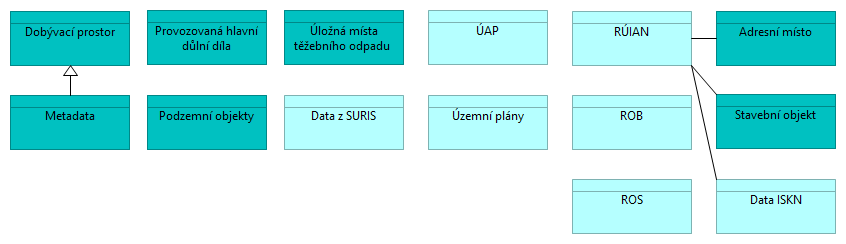 Dobývací prostor
Provozovaná hlavní
důlní díla
Úložná místa
těžebního odpadu
ÚAP
RÚIAN
Adresní místo
Metadata
Podzemní objekty
Data z SURIS
Územní plány
ROB
Stavební objekt
ROS
Data ISKN